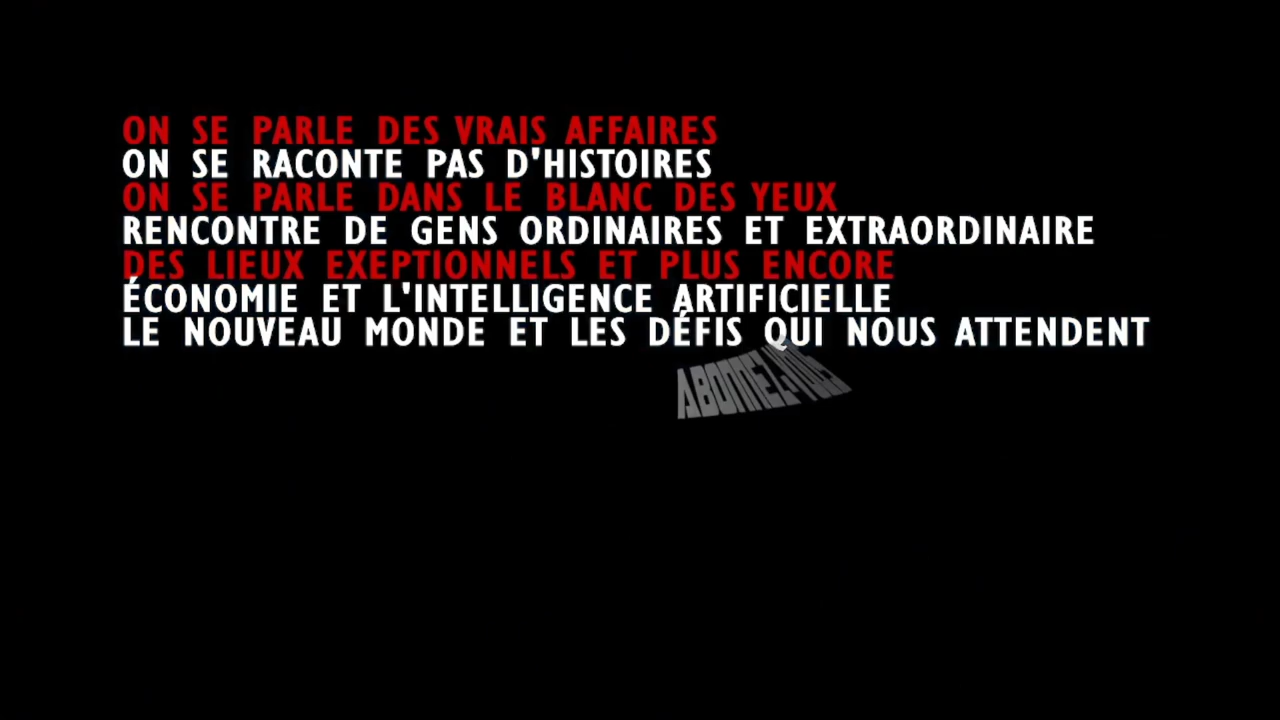 ON SE PARLE DES VRAIS AFFAIRES
ON SE RACONTE PAS D'HISTOIRES
ON SE PARLE DANS LE BLANC DES YEUX
RENCONTRE DE GENS ORDINAIRES ET EXTRAORDINAIRE
DES LIEUX EXEPTIONNELS ET PLUS ENCORE
ÉCONOMIE ET L'INTELLIGENCE ARTIFICIELLE
LE NOUVEAU MONDE ET LES DÉFIS QUI NOUS ATTENDENT
ABONNEZ-VOUS